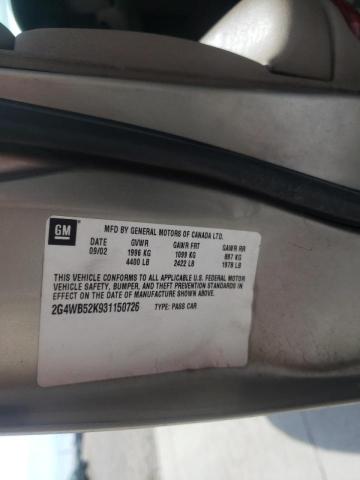 GM
MFD BY GENERAL MOTORS OF CANADA LTD.
DATE GVWR GAWR FRT GAWR RR
09/02 1996 KG 1099 KG 897 KG
4400 LB 2422 LB 1978 LB
THIS VEHICLE CONFORMS TO ALL APPLICABLE U.S. FEDERAL MOTOR
VEHICLE SAFETY, BUMPER, AND THEFT PREVENTION STANDARDS IN
EFFECT ON THE DATE OF MANUFACTURE SHOWN ABOVE.
2G4WB52K931150726 TYPE: PASS CAR